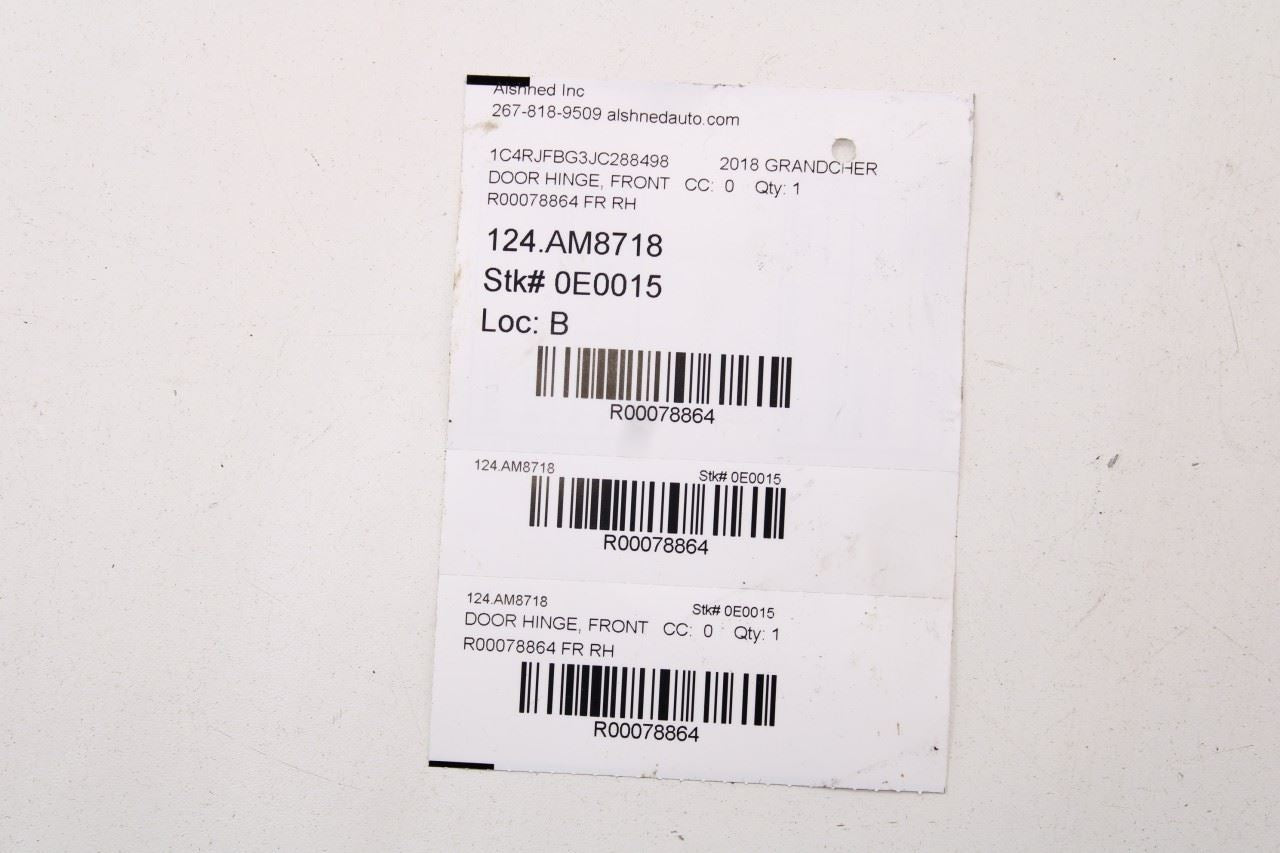 Alshned Inc
267-818-9509 alshnedauto.com
1C4RJFBG3JC288498 2018 GRANDCHER
DOOR HINGE, FRONT CC: 0 Qty: 1
R00078864 FR RH
124.AM8718
Stk# 0E0015
Loc: B
R00078864
124.AM8718 Stk# 0E0015
R00078864
124.AM8718 Stk# 0E0015
DOOR HINGE, FRONT CC: 0 Qty: 1
R00078864 FR RH
R00078864